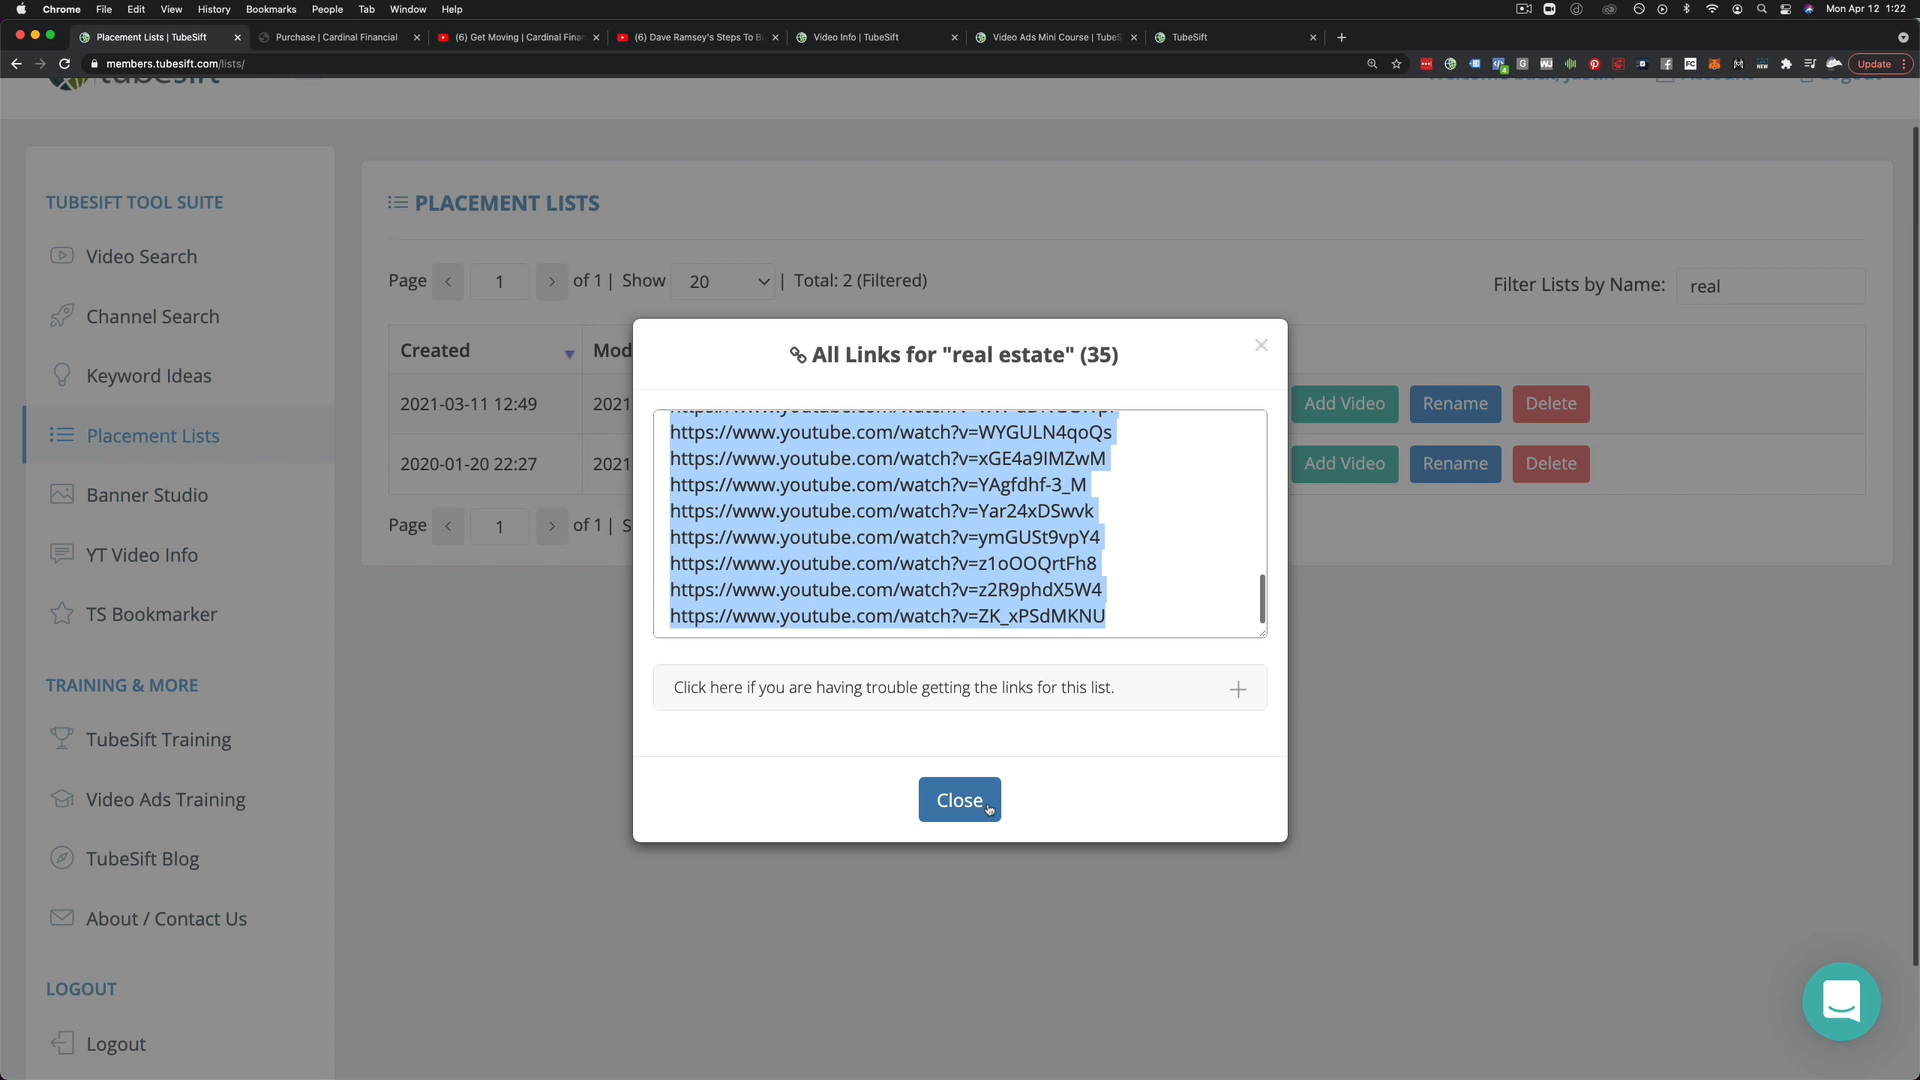 Chrome File Edit View History Bookmarks People Tab Window Help Mon Apr 12 1:22
Placement Lists | TubeSift Purchase | Cardinal Financial (6) Get Moving | Cardinal Finan (6) Dave Ramsey's Steps To B Video Info | TubeSift Video Ads Mini Course | TubeS TubeSift
members.tubesift.com/lists/ Update
TUBESIFT TOOL SUITE
Video Search
Channel Search
Keyword Ideas
Placement Lists
Banner Studio
YT Video Info
TS Bookmarker
TRAINING & MORE
TubeSift Training
Video Ads Training
TubeSift Blog
About / Contact Us
LOGOUT
Logout
PLACEMENT LISTS
Page < 1 > of 1 | Show 20 | Total: 2 (Filtered)
Filter Lists by Name: real
Created Mod
2021-03-11 12:49 2021 Add Video Rename Delete
2020-01-20 22:27 2021 Add Video Rename Delete
Page < 1 > of 1 | S
All Links for "real estate" (35)
https://www.youtube.com/watch?v=WYGULN4qoQs
https://www.youtube.com/watch?v=xGE4a9IMZwM
https://www.youtube.com/watch?v=YAgfdhf-3_M
https://www.youtube.com/watch?v=Yar24xDSwvk
https://www.youtube.com/watch?v=ymGUSt9vpY4
https://www.youtube.com/watch?v=z1oOOQrtFh8
https://www.youtube.com/watch?v=z2R9phdX5W4
https://www.youtube.com/watch?v=ZK_xPSdMKNU
Click here if you are having trouble getting the links for this list.
Close